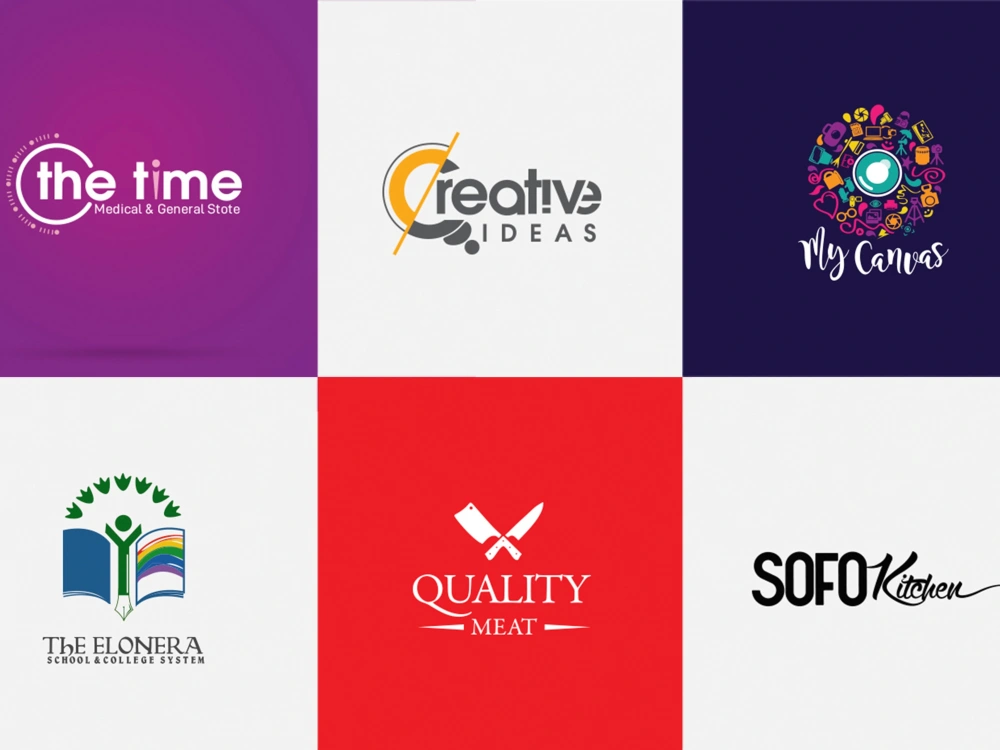 the time
Medical & General Stote
Creative
IDEAS
My Canvas
THE ELONERA
SCHOOL & COLLEGE SYSTEM
QUALITY
MEAT
SOFO Kitchen